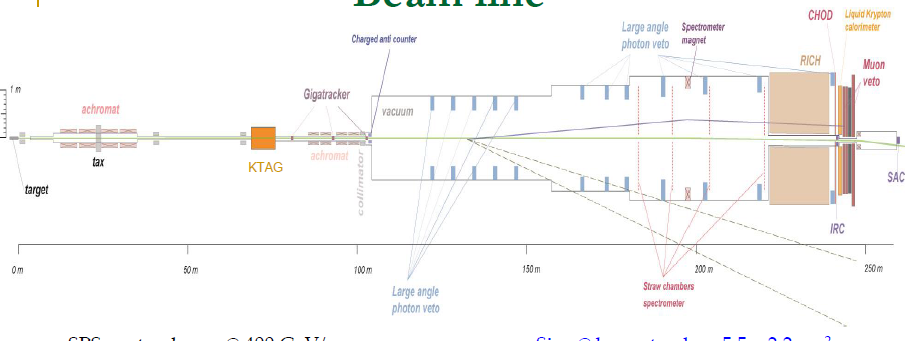 Beam line
CHOD
Liquid Krypton
calorimeter
Large angle
photon veto
Spectrometer
magnet
Charged anti counter
RICH
Muon
veto
1 m
Gigatracker
vacuum
achromat
tax
KTAG
achromat
collimator
target
SAC
IRC
0 m
50 m
100 m
150 m
200 m
250 m
Large angle
photon veto
Straw chambers
spectrometer